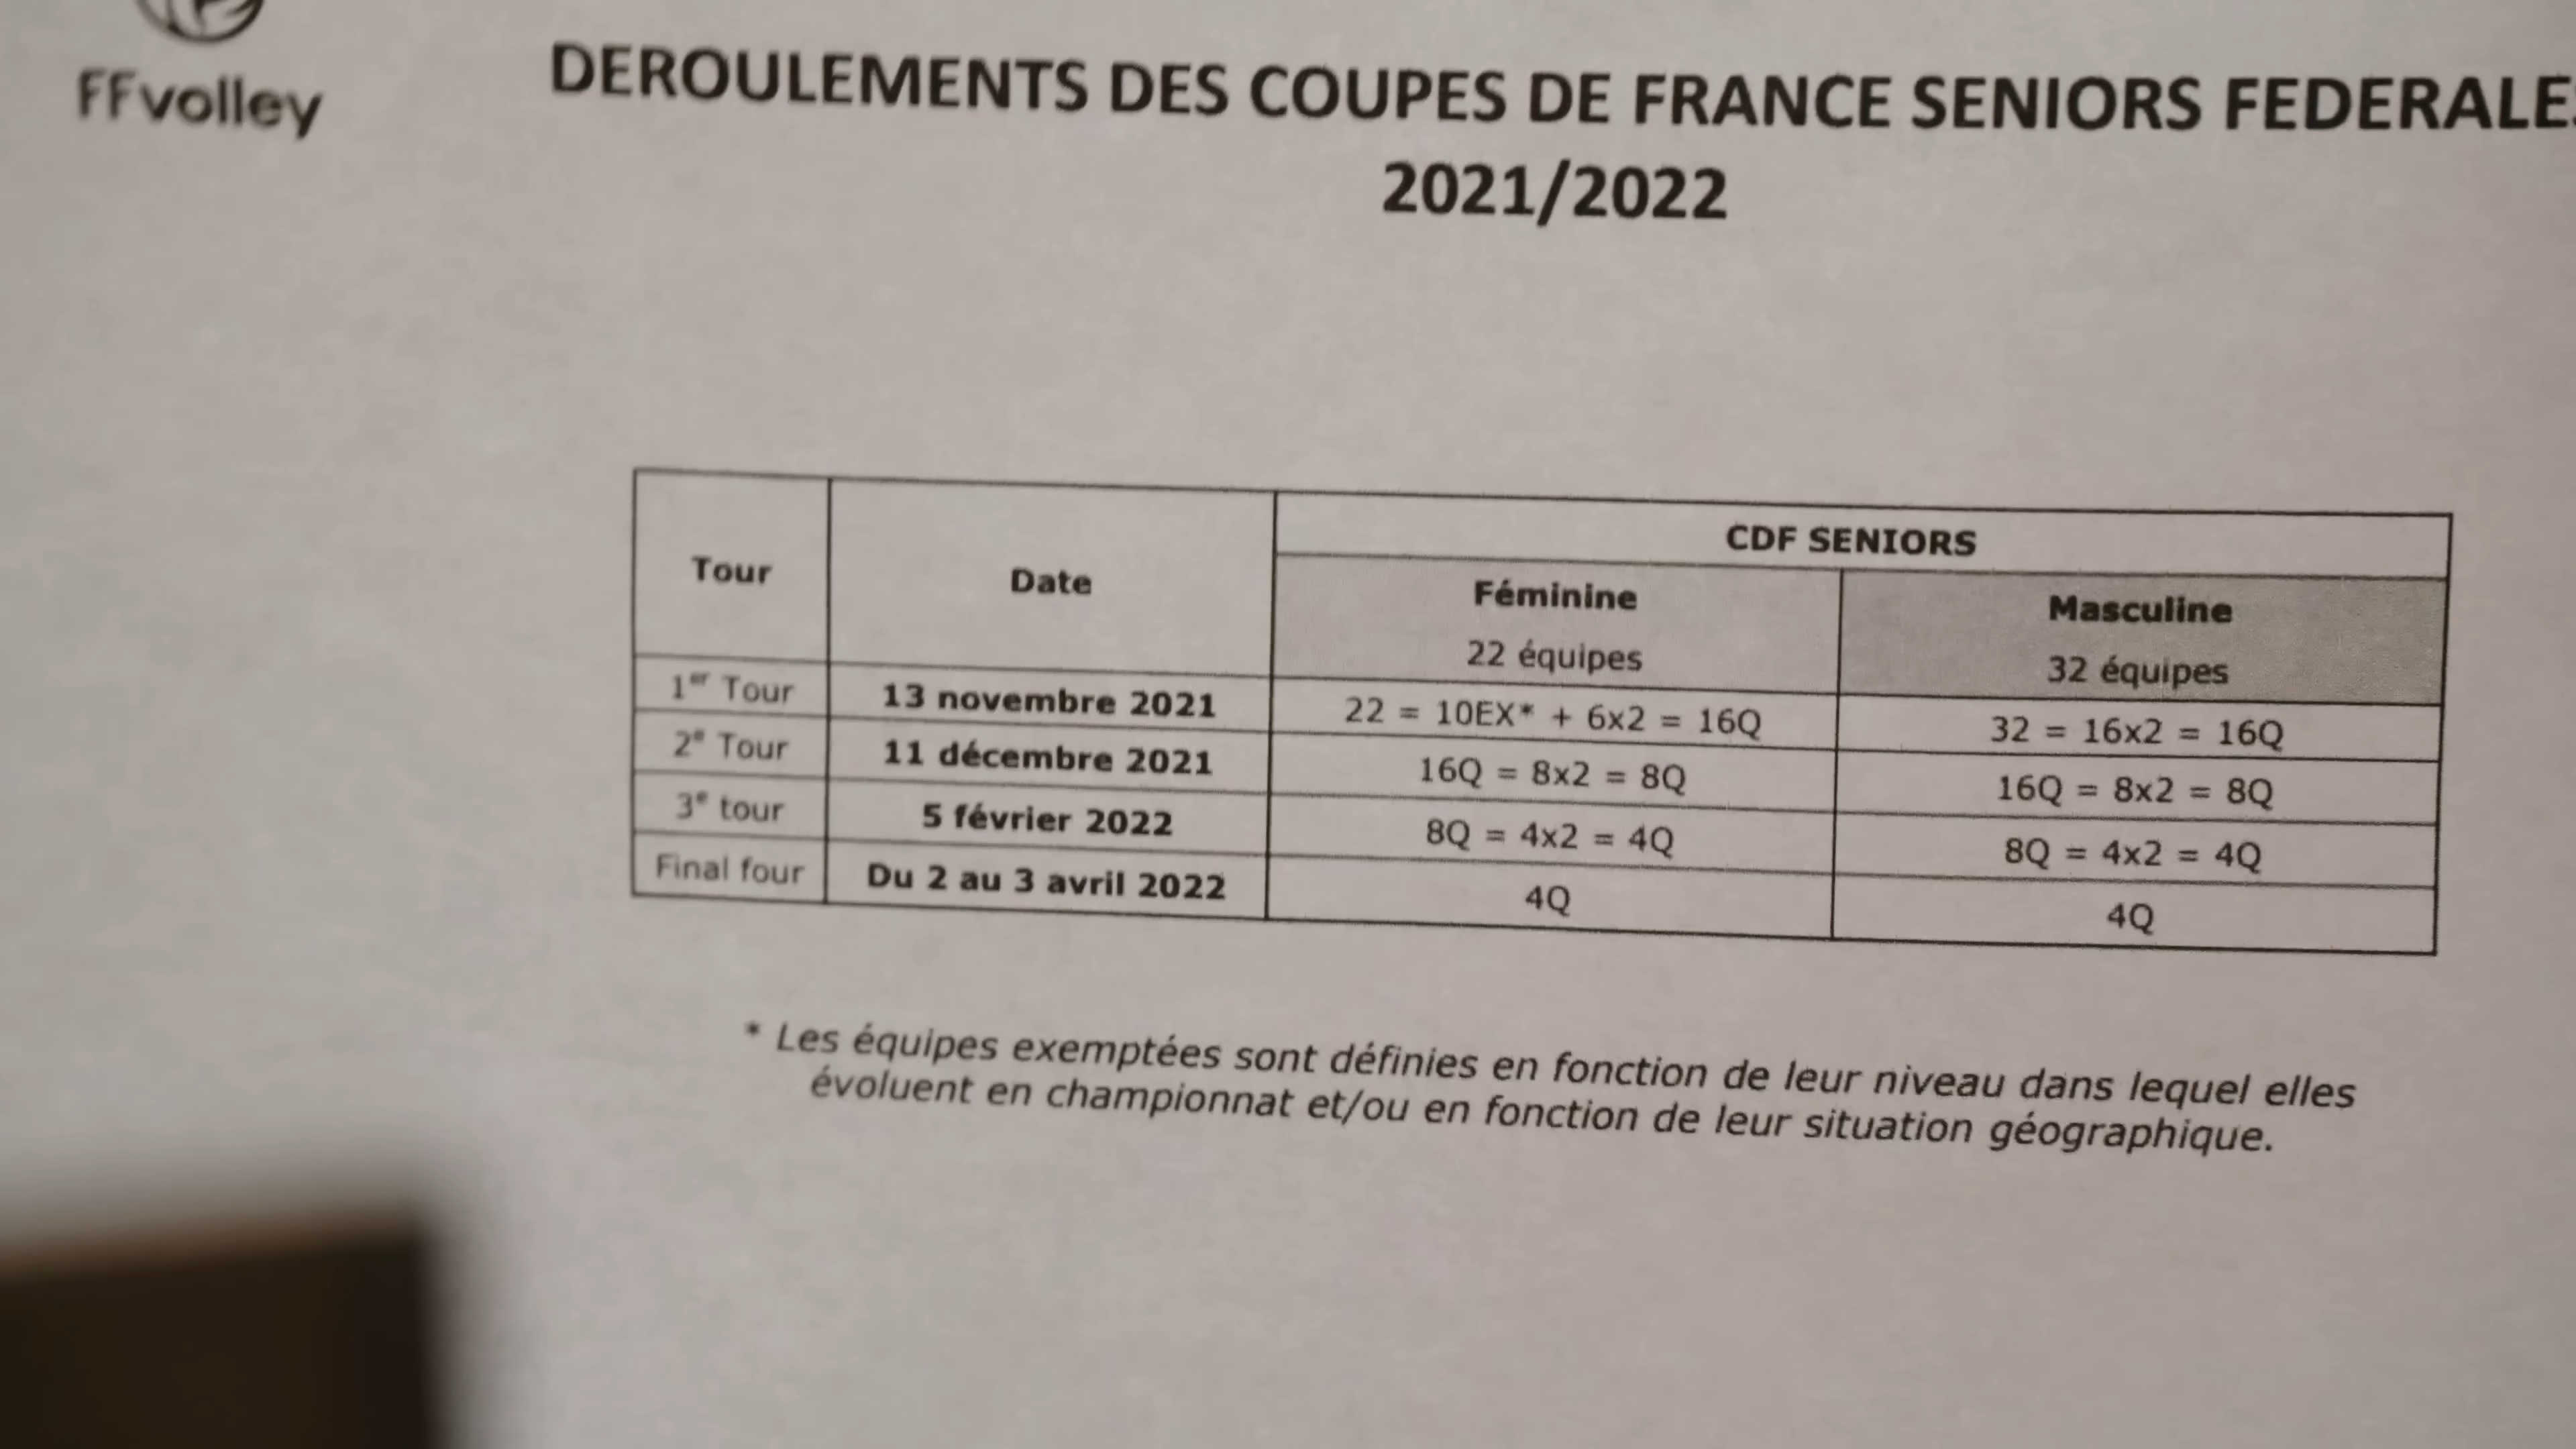 FFvolley
DEROULEMENTS DES COUPES DE FRANCE SENIORS FEDERALE
2021/2022
CDF SENIORS
Tour Date Féminine Masculine
22 équipes 32 équipes
1er Tour 13 novembre 2021 22 = 10EX* + 6x2 = 16Q 32 = 16x2 = 16Q
2e Tour 11 décembre 2021 16Q = 8x2 = 8Q 16Q = 8x2 = 8Q
3e tour 5 février 2022 8Q = 4x2 = 4Q 8Q = 4x2 = 4Q
Final four Du 2 au 3 avril 2022 4Q 4Q
* Les équipes exemptées sont définies en fonction de leur niveau dans lequel elles
évoluent en championnat et/ou en fonction de leur situation géographique.